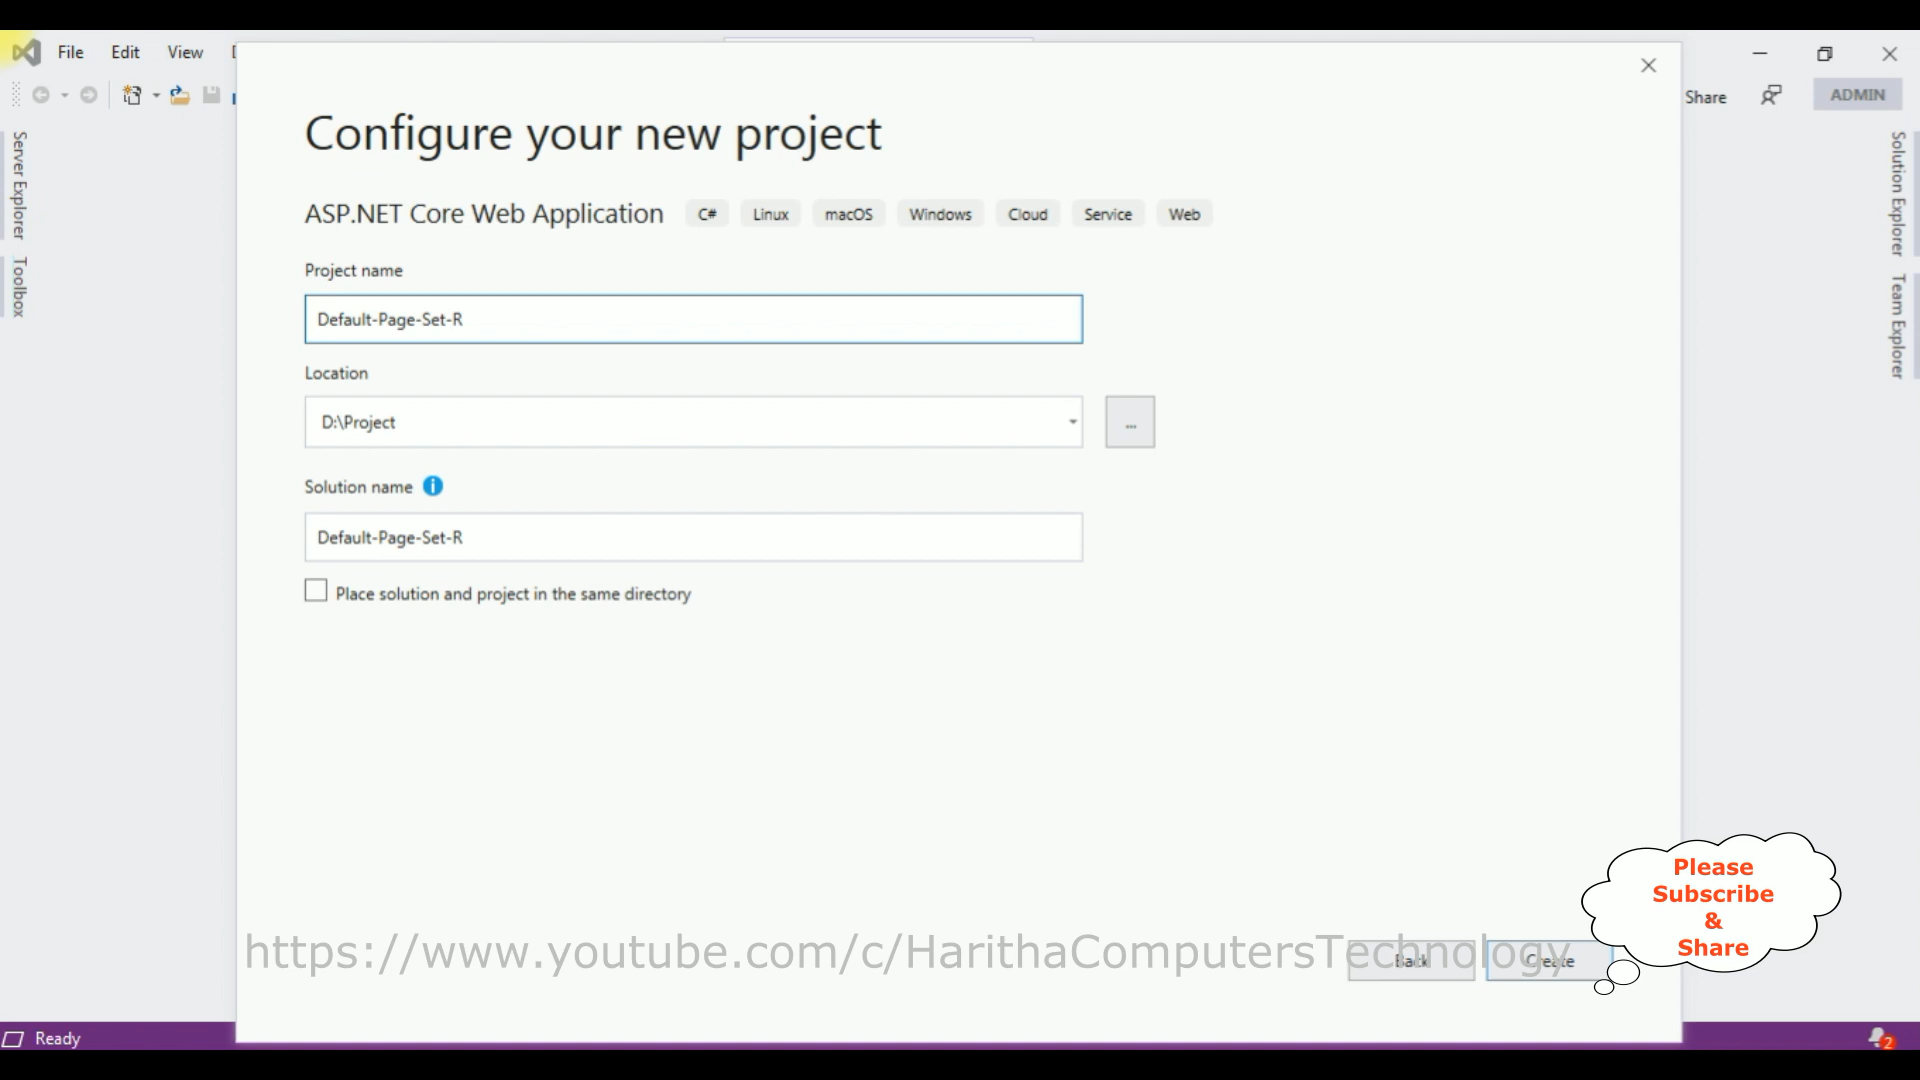 File Edit View
Share
ADMIN
Server Explorer
Toolbox
Solution Explorer
Team Explorer
Configure your new project
ASP.NET Core Web Application C# Linux macOS Windows Cloud Service Web
Project name
Default-Page-Set-R
Location
D:\Project
...
Solution name
Default-Page-Set-R
Place solution and project in the same directory
https://www.youtube.com/c/HarithaComputersTechnology
Back Create
Please
Subscribe
&
Share
Ready
2